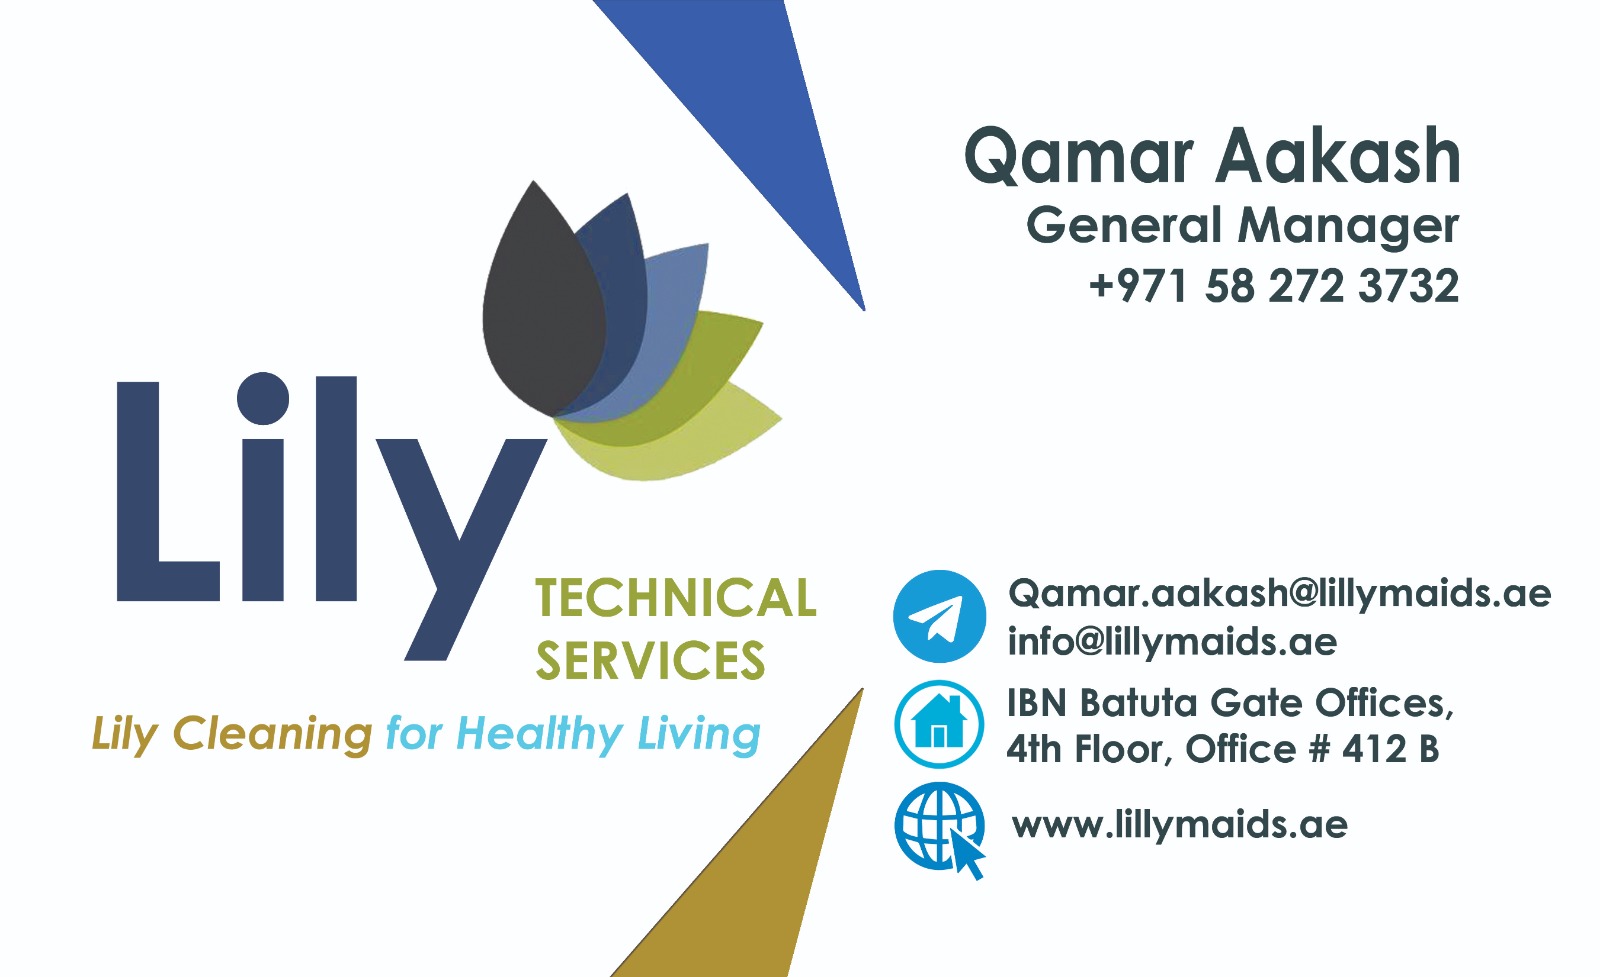 Lily
TECHNICAL
SERVICES
Lily Cleaning for Healthy Living
Qamar Aakash
General Manager
+971 58 272 3732
Qamar.aakash@lillymaids.ae
info@lillymaids.ae
IBN Batuta Gate Offices,
4th Floor, Office # 412 B
www.lillymaids.ae